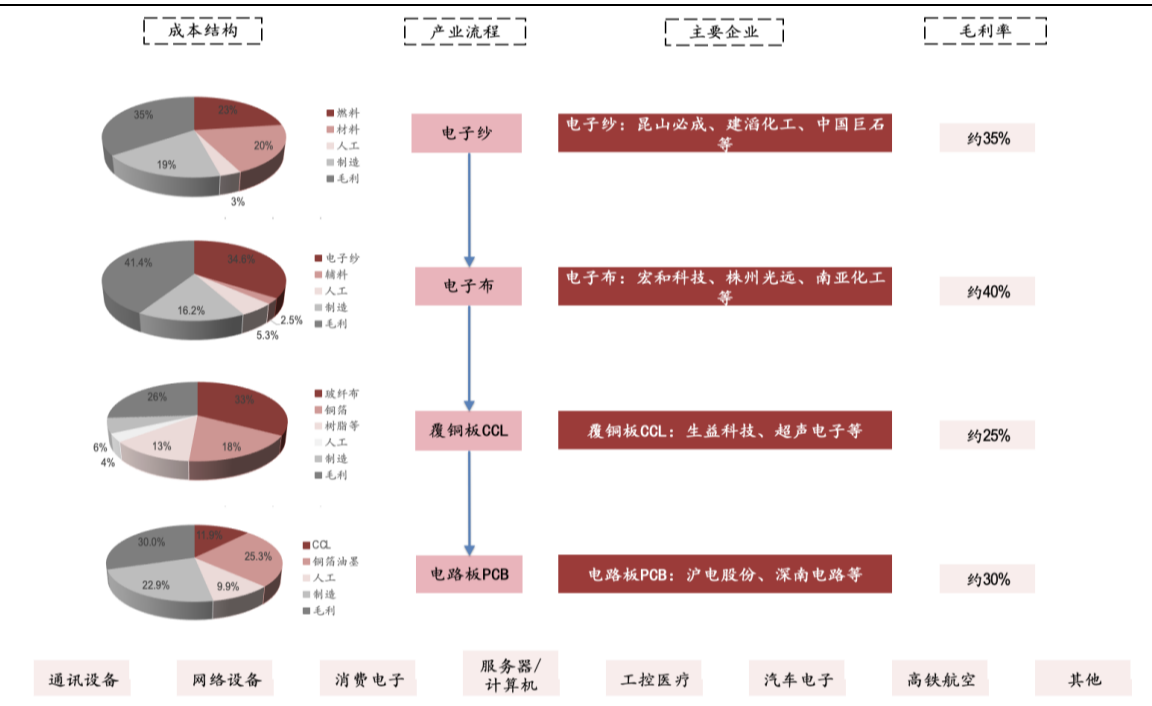 成本结构
产业流程
主要企业
毛利率
35%
23%
20%
19%
3%
燃料
材料
人工
制造
毛利
电子纱
电子纱：昆山必成、建滔化工、中国巨石
等
约35%
41.4%
34.6%
16.2%
2.5%
5.3%
电子纱
辅料
人工
制造
毛利
电子布
电子布：宏和科技、株州光远、南亚化工
等
约40%
26%
33%
6%
4%
13%
18%
玻纤布
铜箔
树脂等
人工
制造
毛利
覆铜板CCL
覆铜板CCL：生益科技、超声电子等
约25%
30.0%
11.9%
25.3%
22.9%
9.9%
CCL
铜箔油墨
人工
制造
毛利
电路板PCB
电路板PCB：沪电股份、深南电路等
约30%
通讯设备
网络设备
消费电子
服务器/
计算机
工控医疗
汽车电子
高铁航空
其他